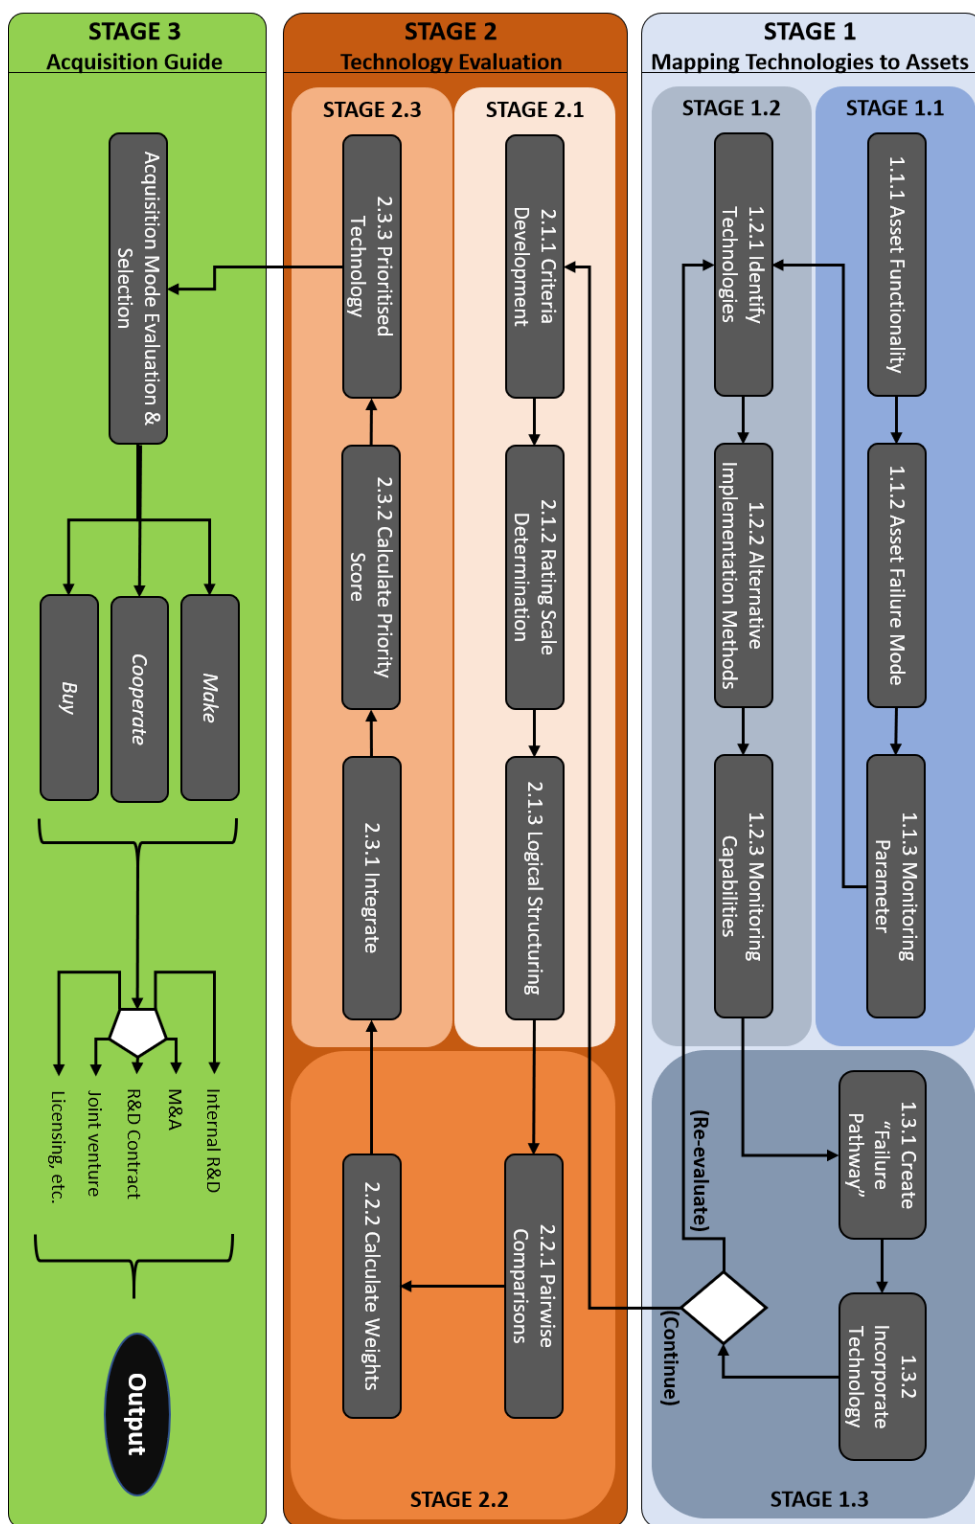 STAGE 1
Mapping Technologies to Assets
STAGE 1.1
1.1.1 Asset Functionality
1.1.2 Asset Failure Mode
1.1.3 Monitoring
Parameter
STAGE 1.2
1.2.1 Identify
Technologies
1.2.2 Alternative
Implementation Methods
1.2.3 Monitoring
Capabilities
1.3.1 Create
“Failure
Pathway”
1.3.2
Incorporate
Technology
STAGE 1.3
(Re-evaluate)
(Continue)
STAGE 2
Technology Evaluation
STAGE 2.1
2.1.1 Criteria
Development
2.1.2 Rating Scale
Determination
2.1.3 Logical Structuring
2.2.1 Pairwise
Comparisons
2.2.2 Calculate Weights
STAGE 2.2
STAGE 2.3
2.3.1 Integrate
2.3.2 Calculate Priority
Score
2.3.3 Prioritised
Technology
STAGE 3
Acquisition Guide
Acquisition Mode Evaluation &
Selection
Make
Cooperate
Buy
Internal R&D
M&A
R&D Contract
Joint venture
Licensing, etc.
Output